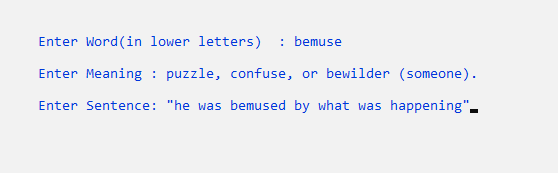 Enter Word(in lower letters)  : bemuse
Enter Meaning : puzzle, confuse, or bewilder (someone).
Enter Sentence: "he was bemused by what was happening"